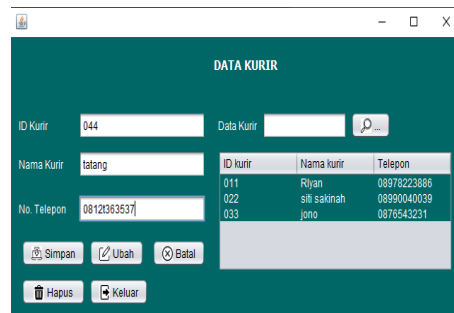 DATA KURIR
ID Kurir 044 Data Kurir ...
Nama Kurir tatang
No. Telepon 0812t363537
ID kurir Nama kurir Telepon
011 RIyan 08978223886
022 siti sakinah 08990040039
033 jono 0876543231
Simpan Ubah Batal
Hapus Keluar